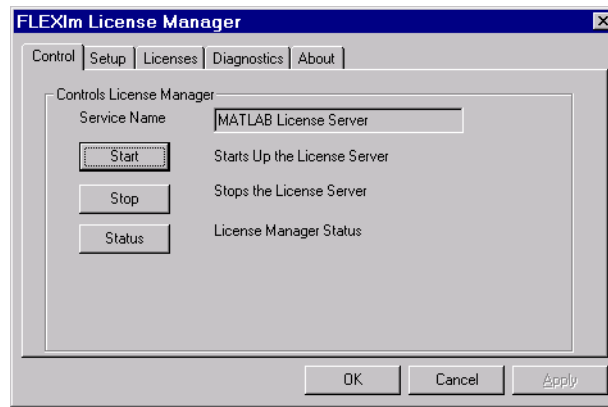 FLEXlm License Manager
Control Setup Licenses Diagnostics About
Controls License Manager
Service Name MATLAB License Server
Start Starts Up the License Server
Stop Stops the License Server
Status License Manager Status
OK Cancel Apply